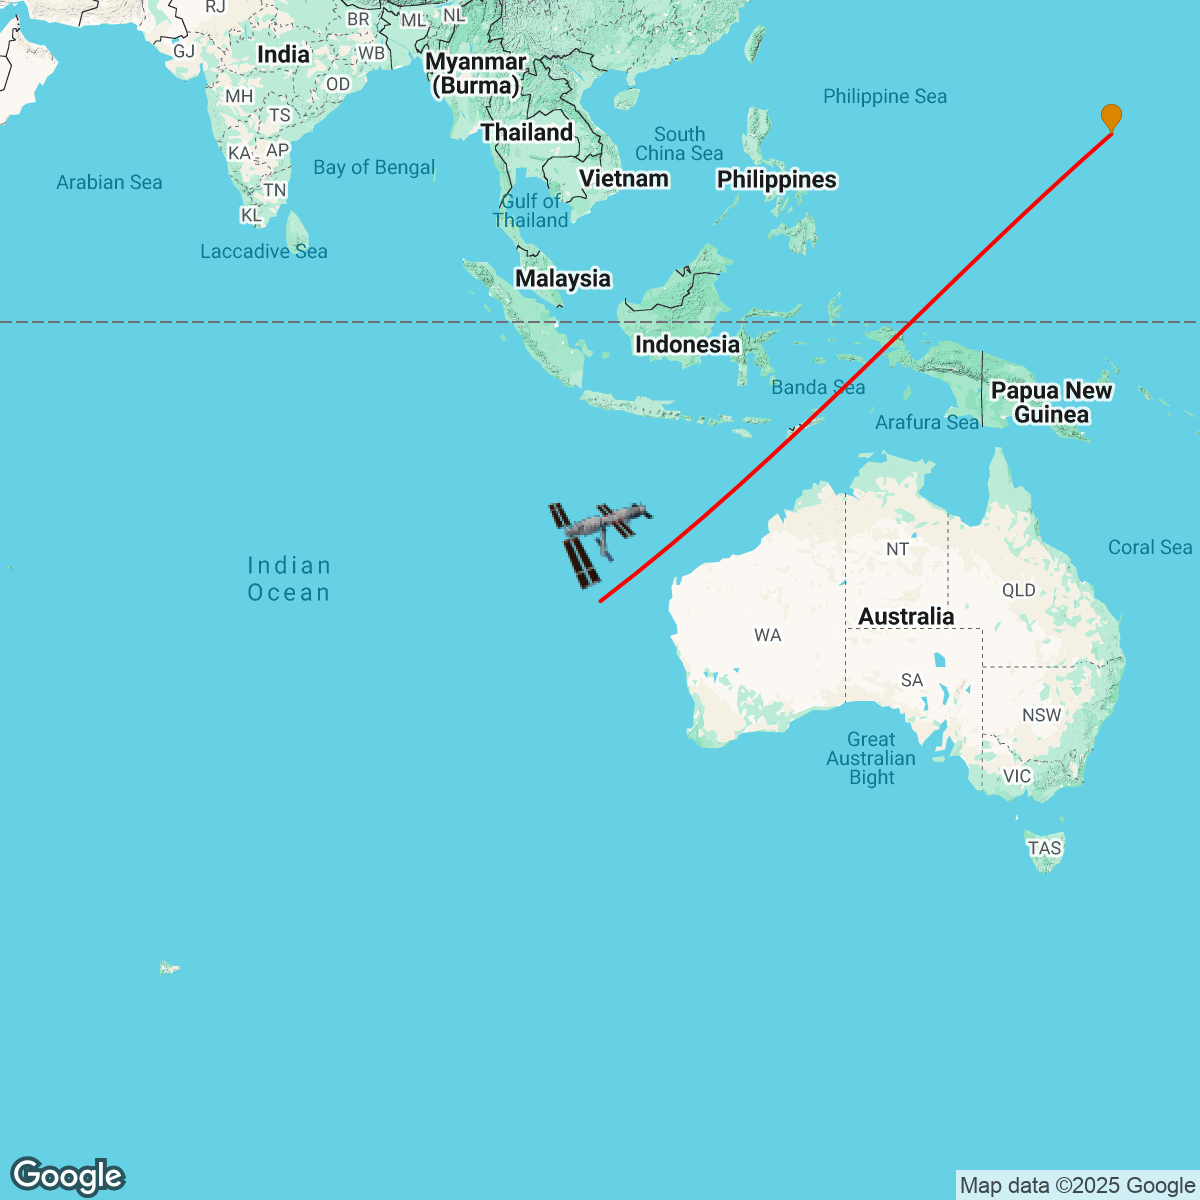 RJ
BR
ML
NL
GJ
India
WB
Myanmar
(Burma)
OD
MH
TS
Philippine Sea
Thailand
South
China Sea
KA
AP
Bay of Bengal
Arabian Sea
TN
Vietnam
Philippines
KL
Gulf of
Thailand
Laccadive Sea
Malaysia
Indonesia
Banda Sea
Papua New
Guinea
Arafura Sea
Indian
Ocean
NT
Coral Sea
QLD
Australia
WA
SA
NSW
Great
Australian
Bight
VIC
TAS
Google
Map data ©2025 Google